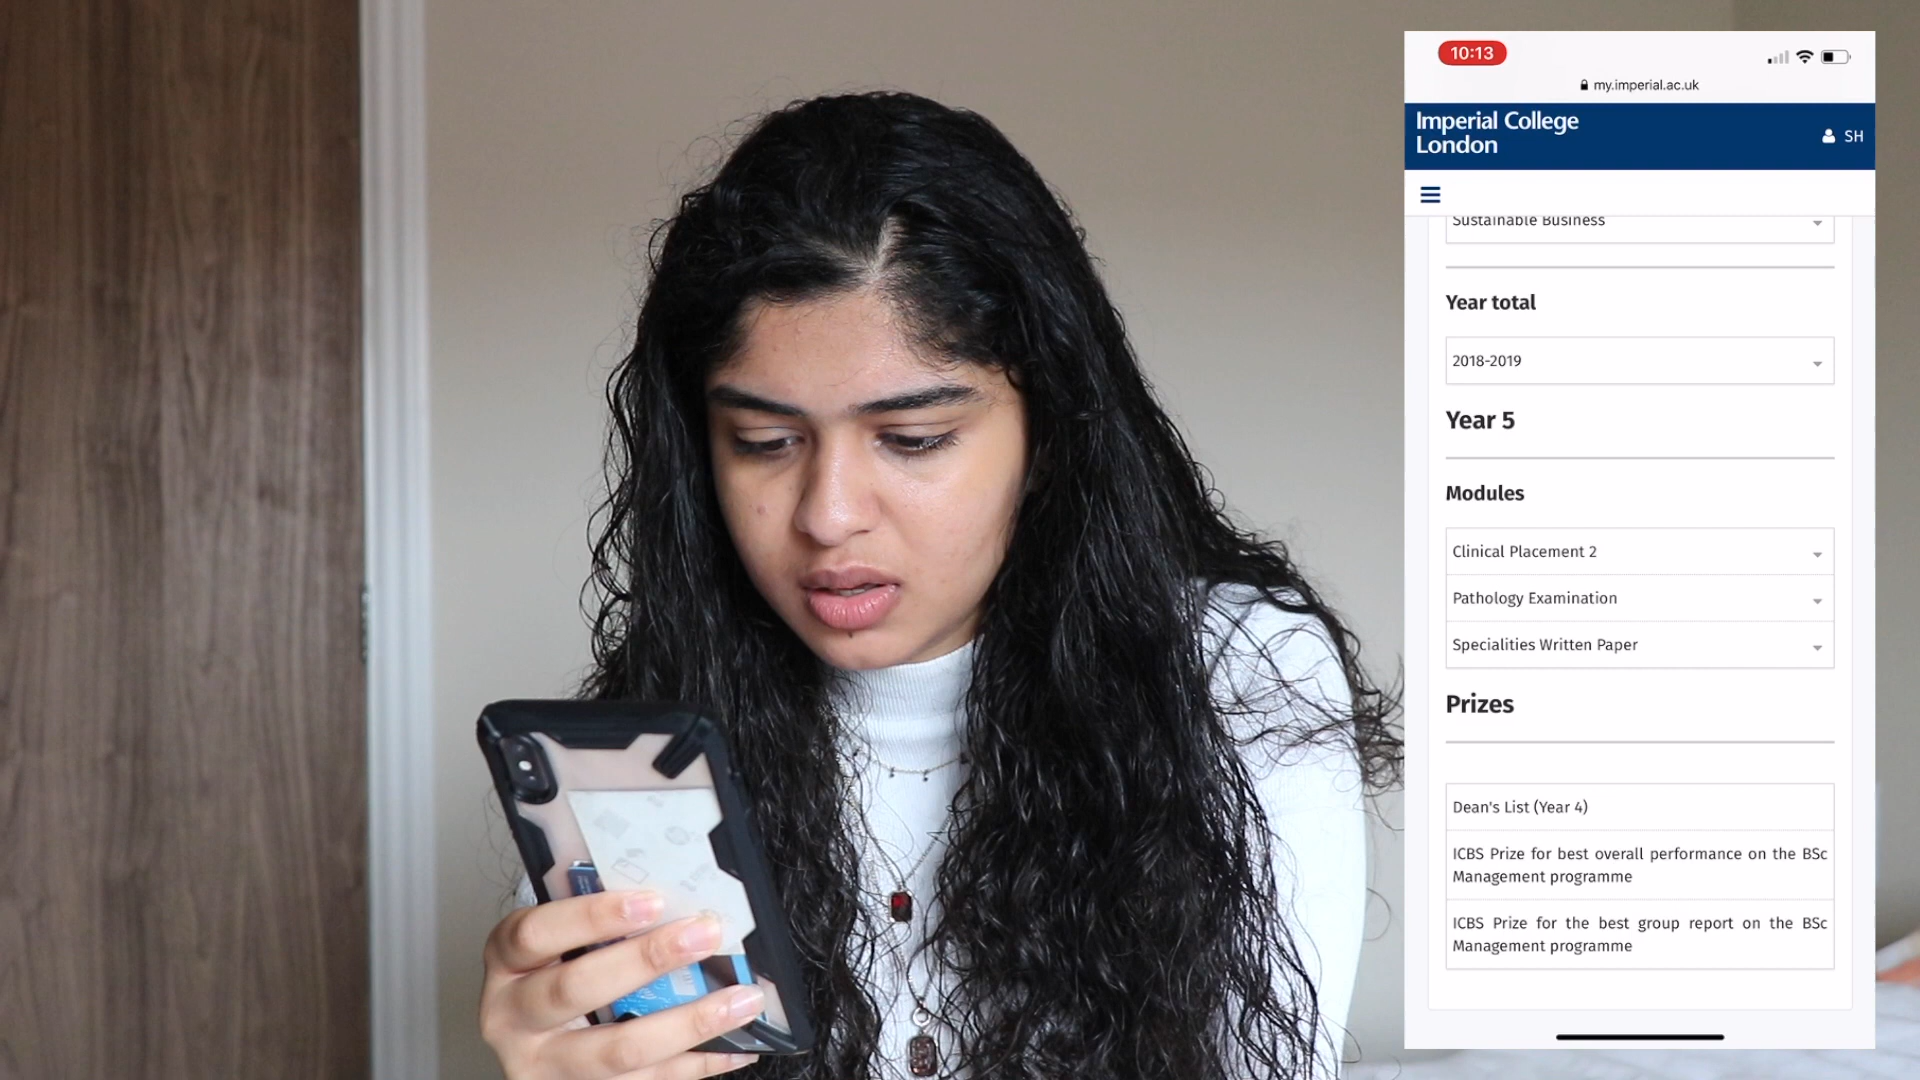 10:13
my.imperial.ac.uk
Imperial College
London
SH
Sustainable Business
Year total
2018-2019
Year 5
Modules
Clinical Placement 2
Pathology Examination
Specialities Written Paper
Prizes
Dean's List (Year 4)
ICBS Prize for best overall performance on the BSc
Management programme
ICBS Prize for the best group report on the BSc
Management programme